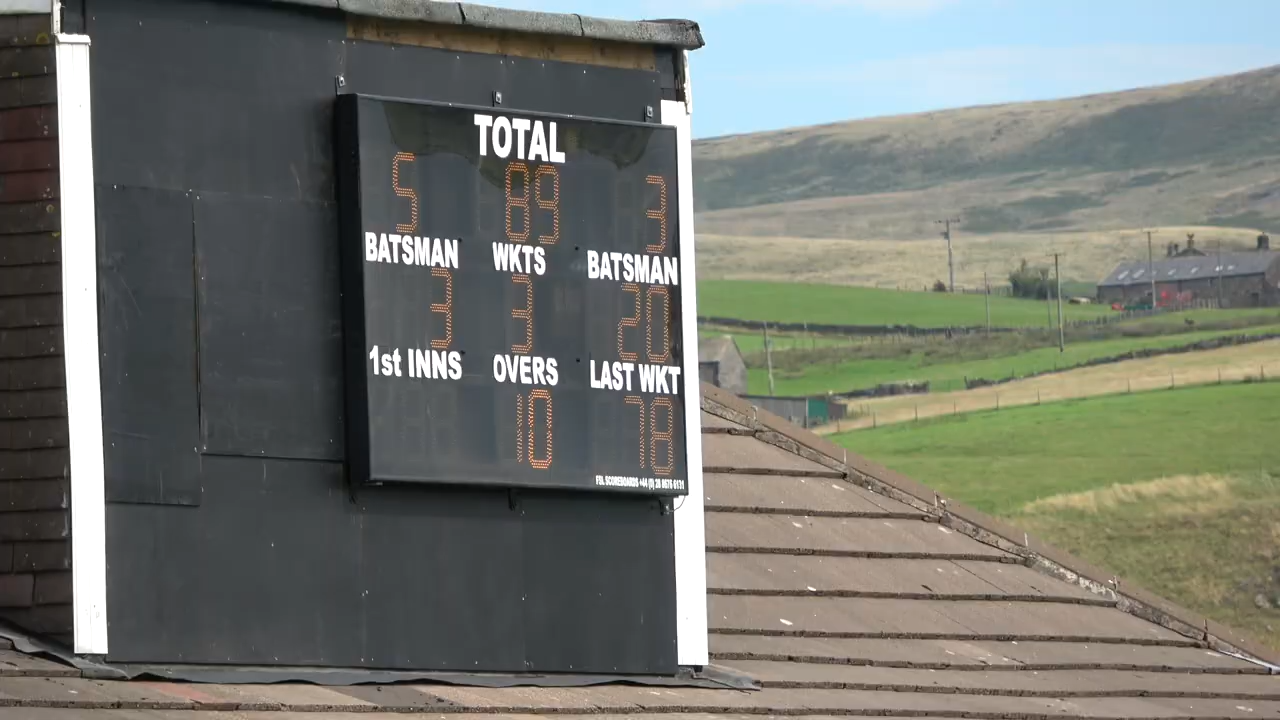 TOTAL
5 89 3
BATSMAN WKTS BATSMAN
3 3 20
1st INNS OVERS LAST WKT
10 78